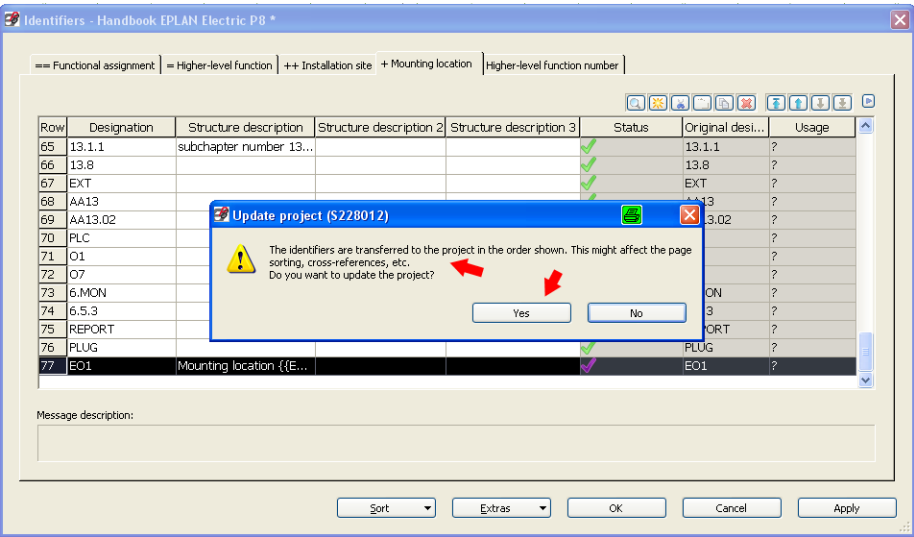 Identifiers - Handbook EPLAN Electric P8 *
== Functional assignment = Higher-level function ++ Installation site + Mounting location Higher-level function number
Row Designation Structure description Structure description 2 Structure description 3 Status Original desi... Usage
65 13.1.1 subchapter number 13... 13.1.1 ?
66 13.8 13.8 ?
67 EXT EXT ?
68 AA13 AA13 ?
69 AA13.02 13.02 ?
70 PLC ?
71 O1 ?
72 O7 ?
73 6.MON ON ?
74 6.5.3 3 ?
75 REPORT ORT ?
76 PLUG PLUG ?
77 EO1 Mounting location {{E... EO1 ?
Update project (S228012)
The identifiers are transferred to the project in the order shown. This might affect the page
sorting, cross-references, etc.
Do you want to update the project?
Yes No
Message description:
Sort Extras OK Cancel Apply